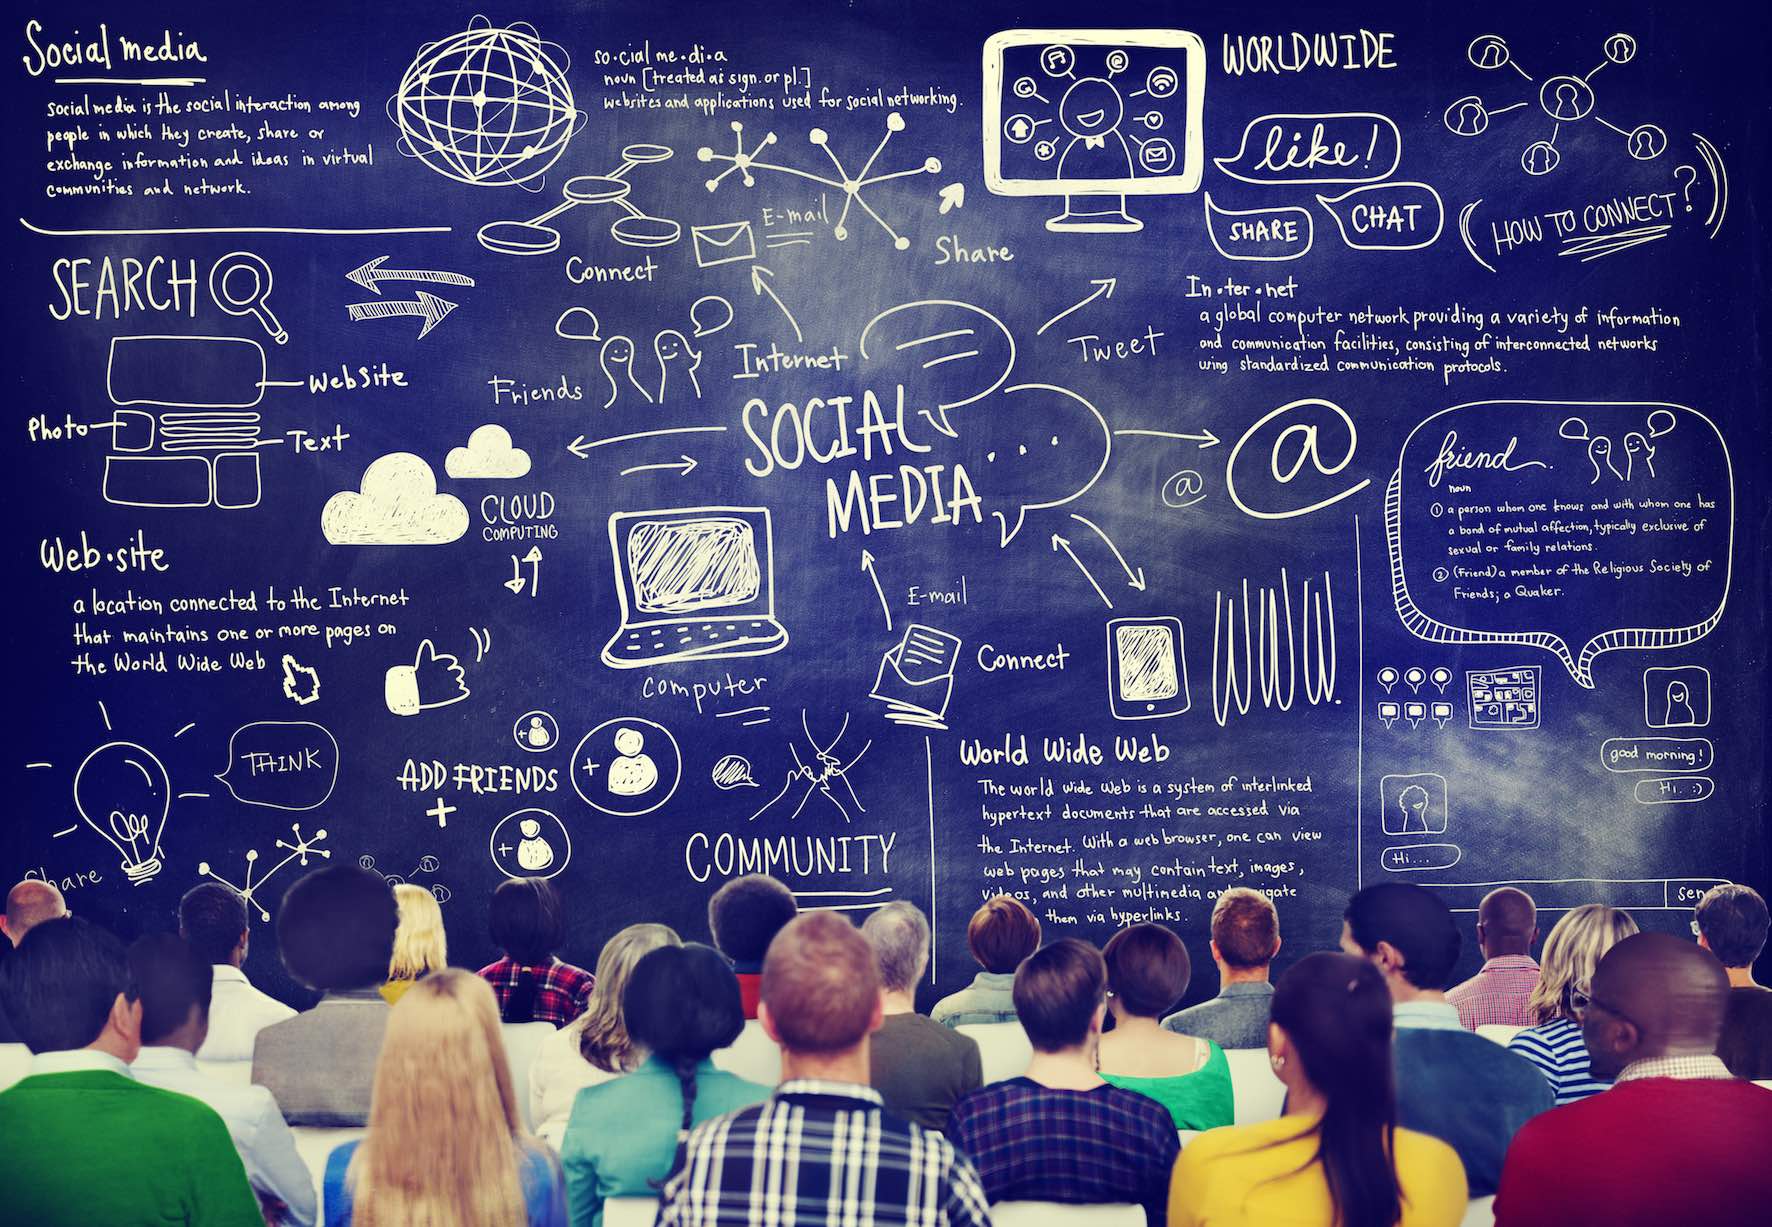 Social media
social media is the social interaction among
people in which they create, share or
exchange information and ideas in virtual
communities and network.
so·cial me·di·a
noun [treated as sign. or pl.]
websites and applications used for social networking.
WORLDWIDE
like!
SHARE
CHAT
(HOW TO CONNECT?)
E-mail
Connect
Share
SEARCH
Website
Photo
Text
Friends
Internet
Tweet
In·ter·net
a global computer network providing a variety of information
and communication facilities, consisting of interconnected networks
using standardized communication protocols.
SOCIAL
MEDIA
...
@
@
CLOUD
COMPUTING
friend.
noun
① a person whom one knows and with whom one has
a bond of mutual affection, typically exclusive of
sexual or family relations.
② (Friend) a member of the Religious Society of
Friends; a Quaker.
Web·site
a location connected to the Internet
that maintains one or more pages on
the World Wide Web
Computer
E-mail
Connect
WWW.
THINK
ADD FRIENDS
+
+
+
+
COMMUNITY
World Wide Web
The world wide web is a system of interlinked
hypertext documents that are accessed via
the Internet. With a web browser, one can view
web pages that may contain text, images,
videos, and other multimedia and
them via hyperlinks.
good morning!
Hi. :)
Hi...
Share
Sen